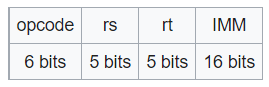 opcode rs rt IMM
6 bits 5 bits 5 bits 16 bits